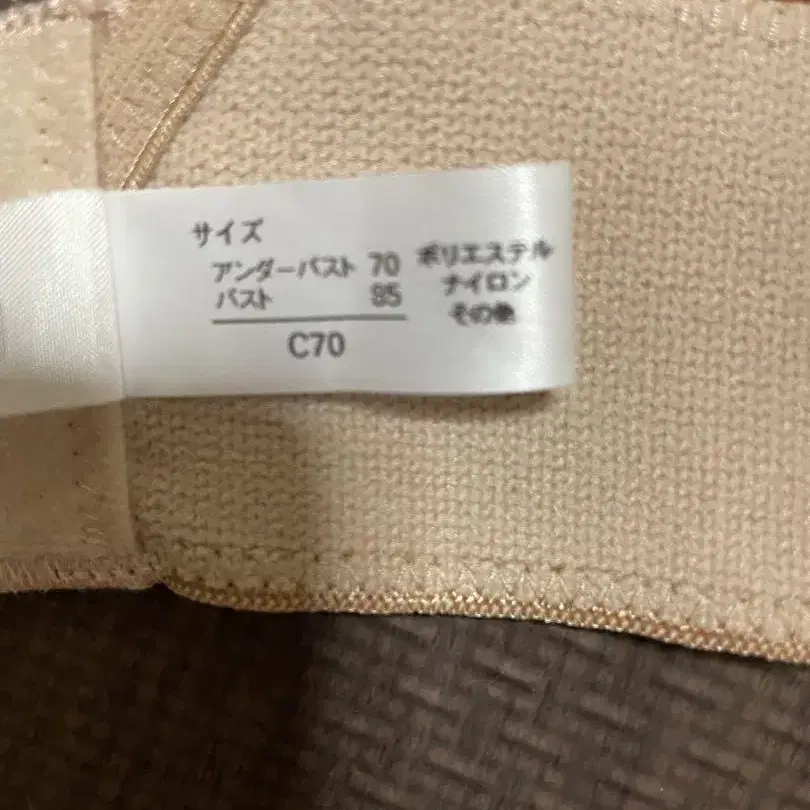 サイズ
アンダーバスト 70
バスト 85
C70
ポリエステル
ナイロン
その他